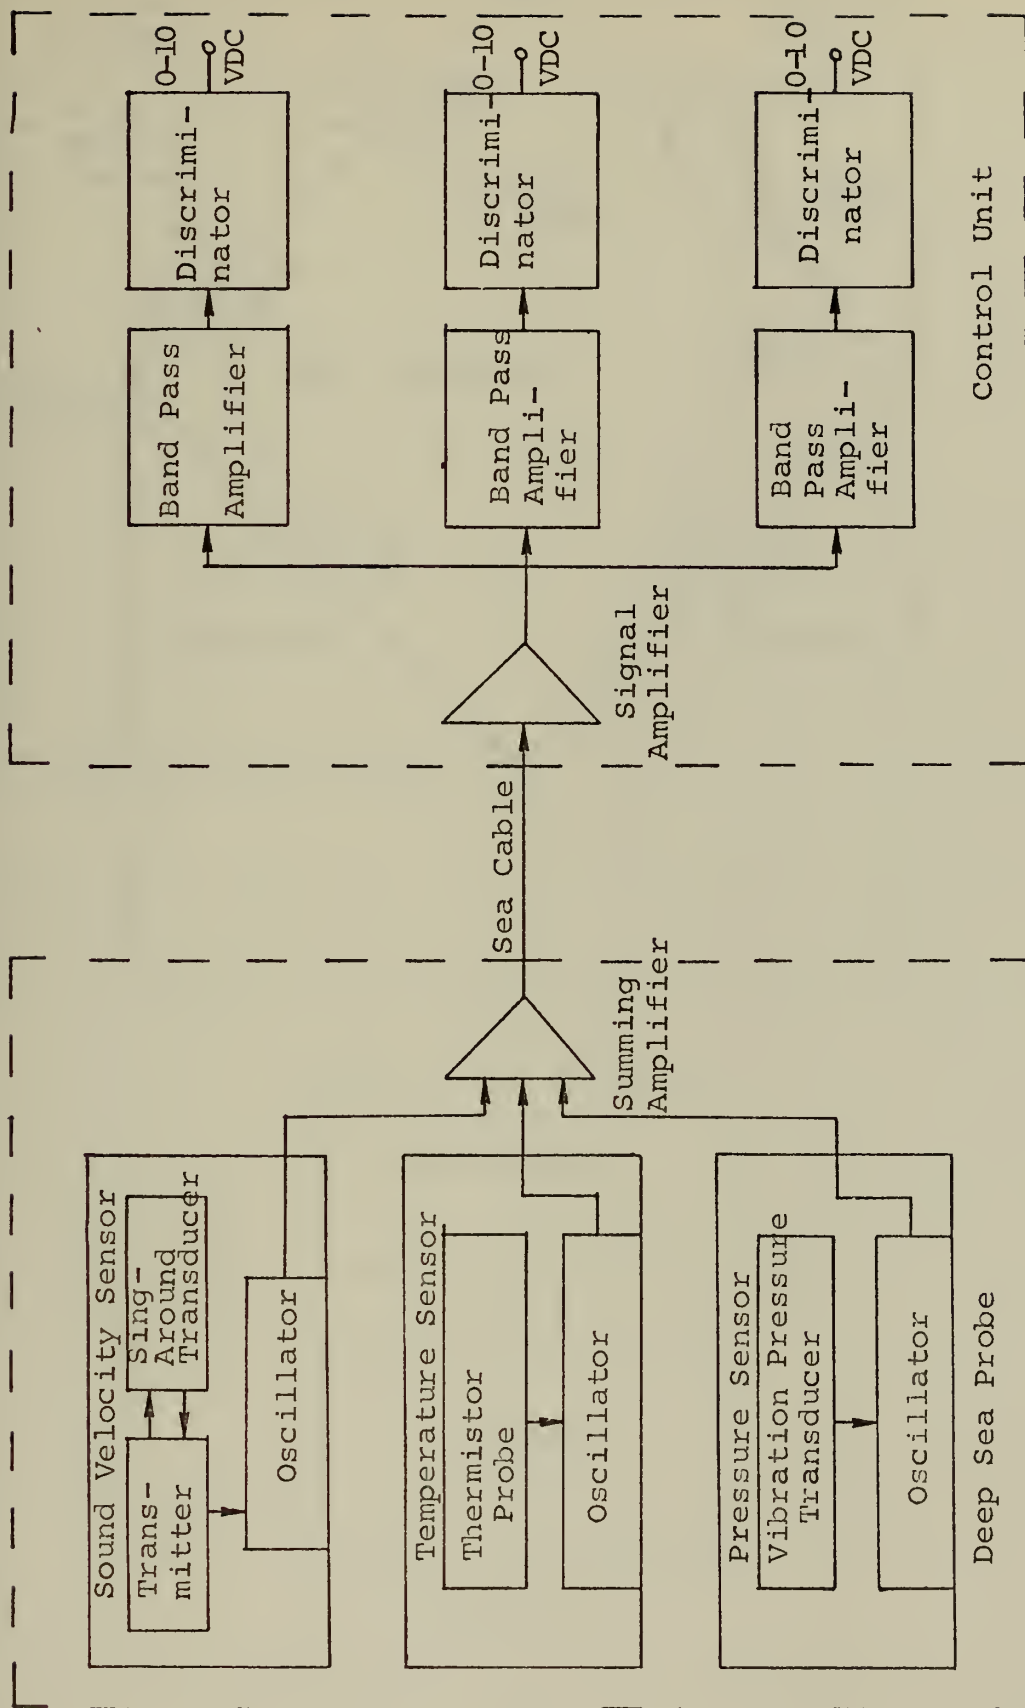 Sound Velocity Sensor
Trans-
mitter
Sing-
Around
Transducer
Oscillator
Temperature Sensor
Thermistor
Probe
Oscillator
Pressure Sensor
Vibration Pressure
Transducer
Oscillator
Deep Sea Probe
Summing
Amplifier
Sea Cable
Signal
Amplifier
Band Pass
Amplifier
Discrimi-
nator
0-10
VDC
Band Pass
Ampli-
fier
Discrimi-
nator
0-10
VDC
Band
Pass
Ampli-
fier
Discrimi-
nator
0-10
VDC
Control Unit